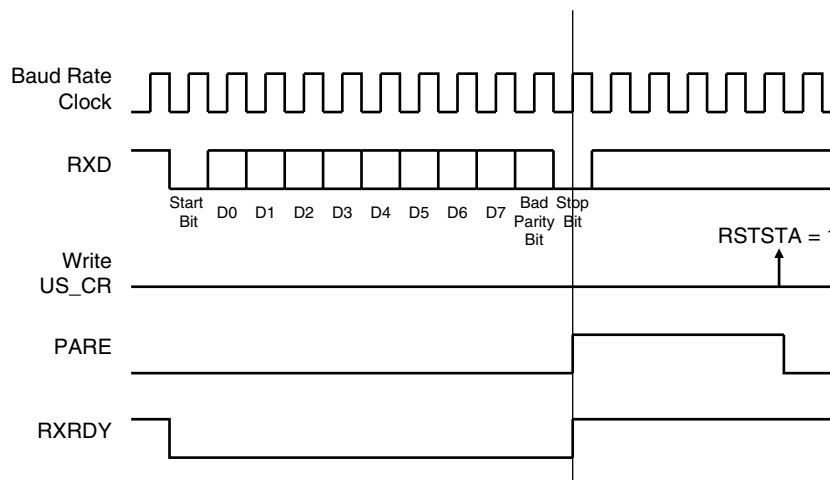 Baud Rate
Clock
RXD
Start
Bit
D0 D1 D2 D3 D4 D5 D6 D7
Bad
Parity
Bit
Stop
Bit
RSTSTA =
Write
US_CR
PARE
RXRDY